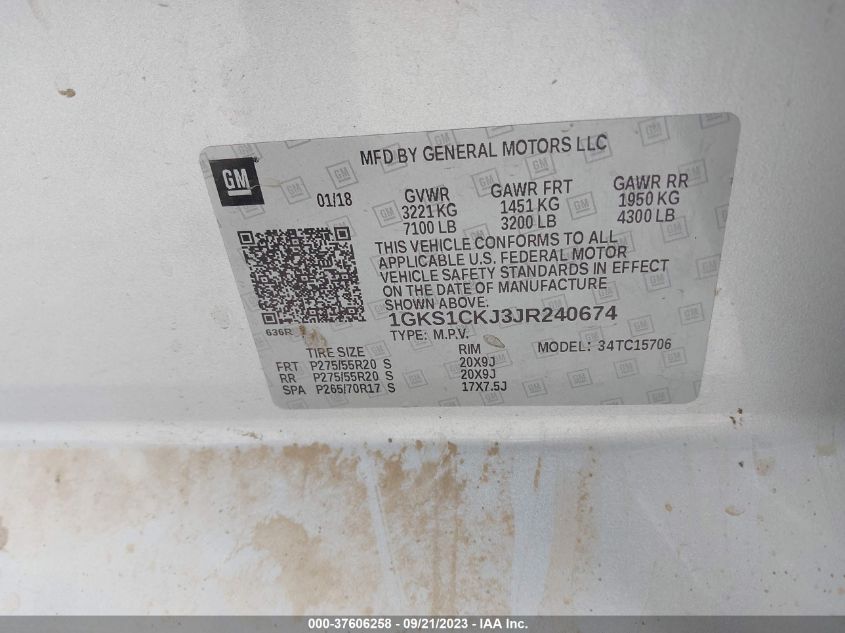 MFD BY GENERAL MOTORS LLC
GM
01/18
GVWR GAWR FRT GAWR RR
3221 KG 1451 KG 1950 KG
7100 LB 3200 LB 4300 LB
THIS VEHICLE CONFORMS TO ALL
APPLICABLE U.S. FEDERAL MOTOR
VEHICLE SAFETY STANDARDS IN EFFECT
ON THE DATE OF MANUFACTURE
SHOWN ABOVE.
636R
1GKS1CKJ3JR240674
TYPE: M.P.V. MODEL: 34TC15706
TIRE SIZE RIM
FRT P275/55R20 S 20X9J
RR P275/55R20 S 20X9J
SPA P265/70R17 S 17X7.5J
000-37606258 - 09/21/2023 - IAA, Inc.